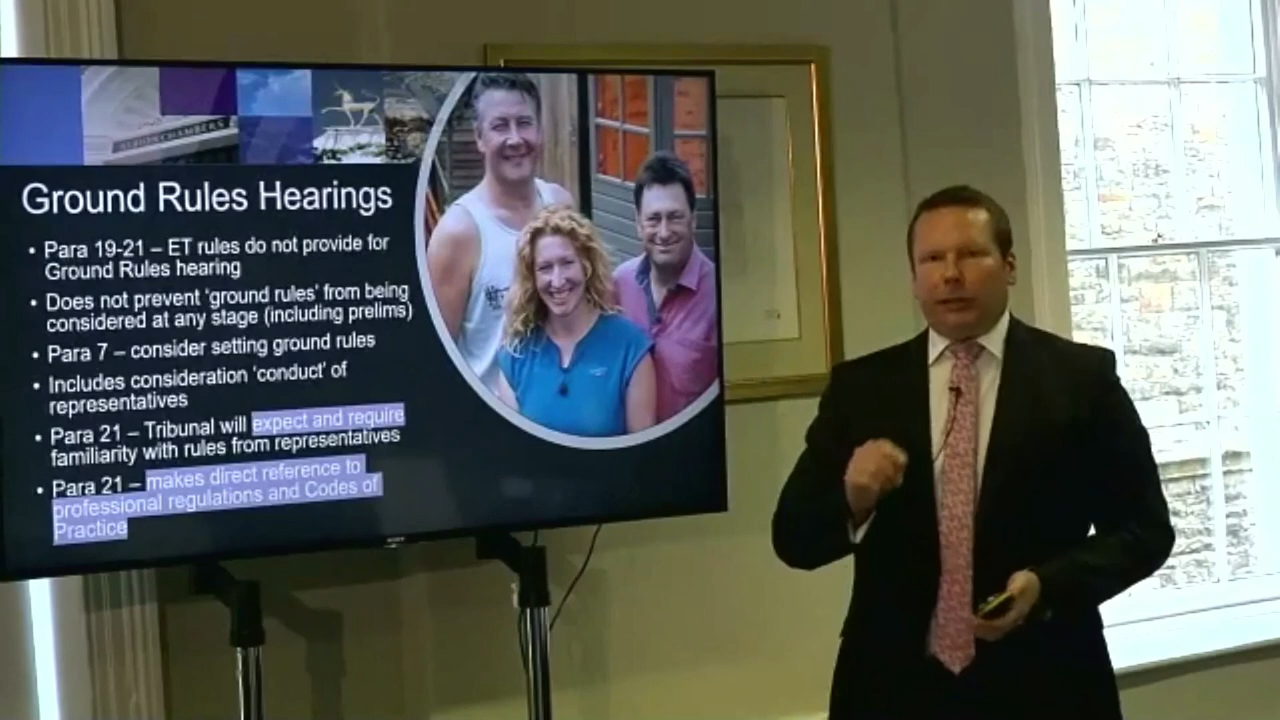 ALBION CHAMBERS
Ground Rules Hearings
• Para 19-21 – ET rules do not provide for
Ground Rules hearing
• Does not prevent ‘ground rules’ from being
considered at any stage (including prelims)
• Para 7 – consider setting ground rules
• Includes consideration ‘conduct’ of
representatives
• Para 21 – Tribunal will expect and require
familiarity with rules from representatives
• Para 21 – makes direct reference to
professional regulations and Codes of
Practice
SONY